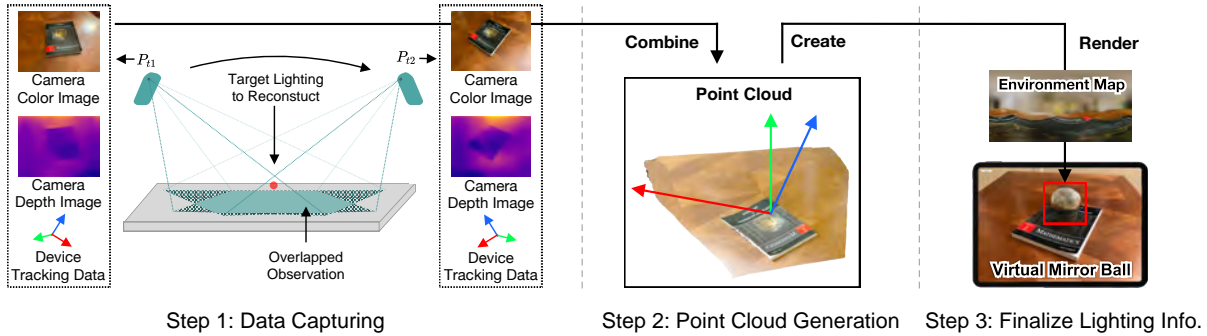 P_{t1}
Camera
Color Image
Camera
Depth Image
Device
Tracking Data
Target Lighting
to Reconstuct
Overlapped
Observation
P_{t2}
Camera
Color Image
Camera
Depth Image
Device
Tracking Data
Step 1: Data Capturing
Combine
Create
Point Cloud
Step 2: Point Cloud Generation
Render
Environment Map
MATHEMATICS
Virtual Mirror Ball
Step 3: Finalize Lighting Info.